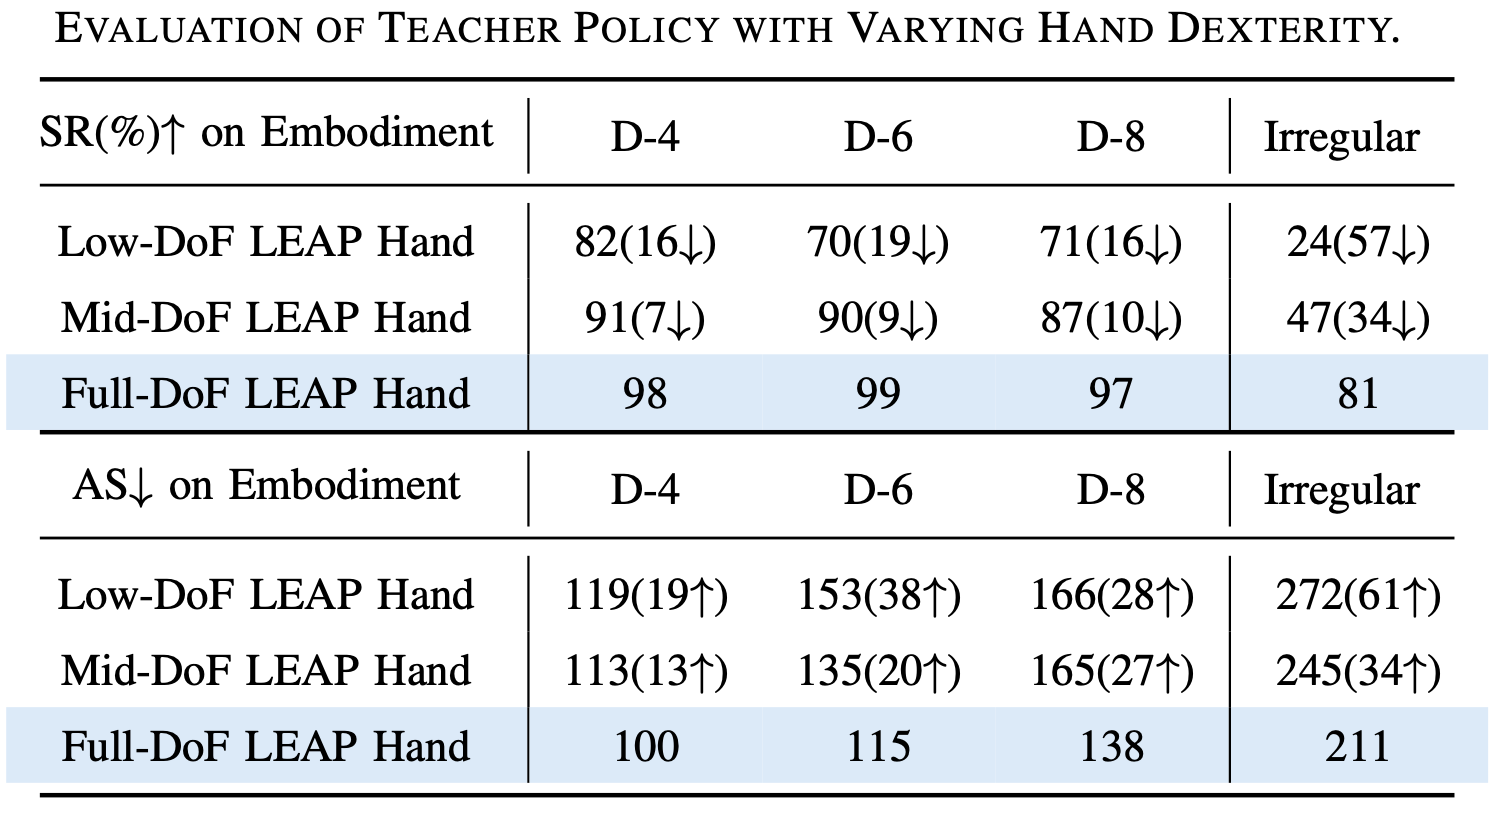 EVALUATION OF TEACHER POLICY WITH VARYING HAND DEXTERITY.
SR(%)↑ on Embodiment D-4 D-6 D-8 Irregular
Low-DoF LEAP Hand 82(16↓) 70(19↓) 71(16↓) 24(57↓)
Mid-DoF LEAP Hand 91(7↓) 90(9↓) 87(10↓) 47(34↓)
Full-DoF LEAP Hand 98 99 97 81
AS↓ on Embodiment D-4 D-6 D-8 Irregular
Low-DoF LEAP Hand 119(19↑) 153(38↑) 166(28↑) 272(61↑)
Mid-DoF LEAP Hand 113(13↑) 135(20↑) 165(27↑) 245(34↑)
Full-DoF LEAP Hand 100 115 138 211